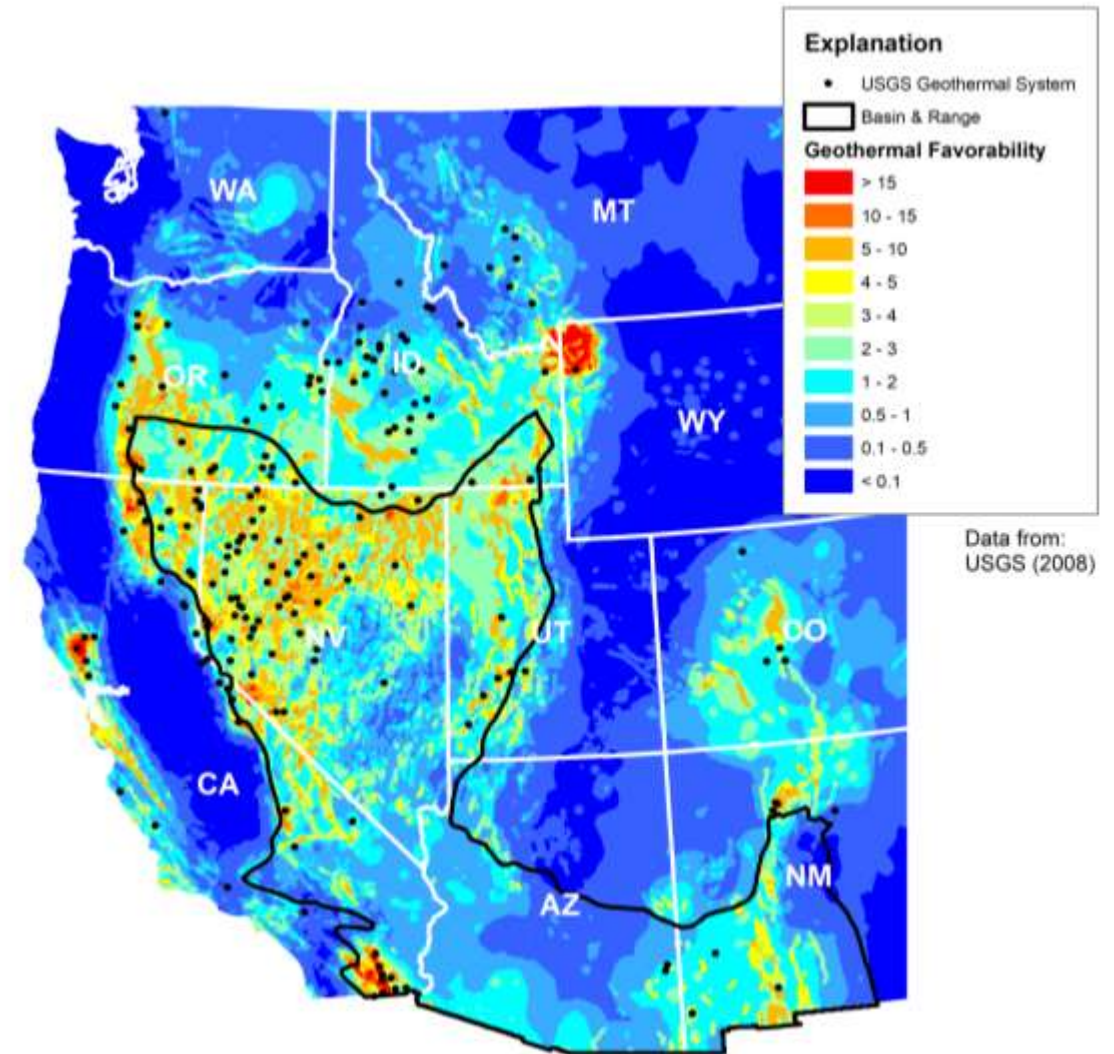 Explanation
USGS Geothermal System
Basin & Range
Geothermal Favorability
> 15
10 - 15
5 - 10
4 - 5
3 - 4
2 - 3
1 - 2
0.5 - 1
0.1 - 0.5
< 0.1
Data from:
USGS (2008)
WA
MT
OR
ID
WY
NV
UT
CO
CA
AZ
NM